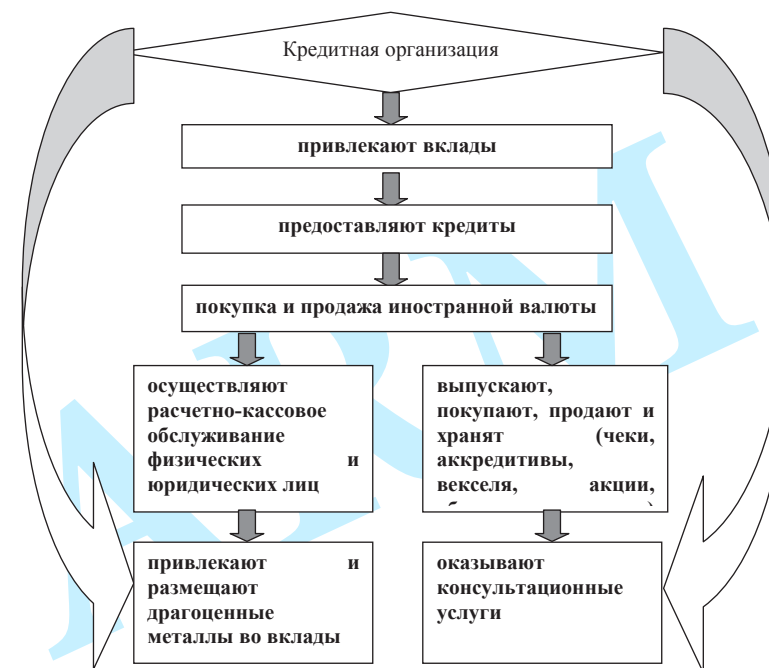 Кредитная организация
привлекают вклады
предоставляют кредиты
покупка и продажа иностранной валюты
осуществляют
расчетно-кассовое
обслуживание
физических и
юридических лиц
выпускают,
покупают, продают и
хранят (чеки,
аккредитивы,
векселя, акции,
привлекают и
размещают
драгоценные
металлы во вклады
оказывают
консультационные
услуги